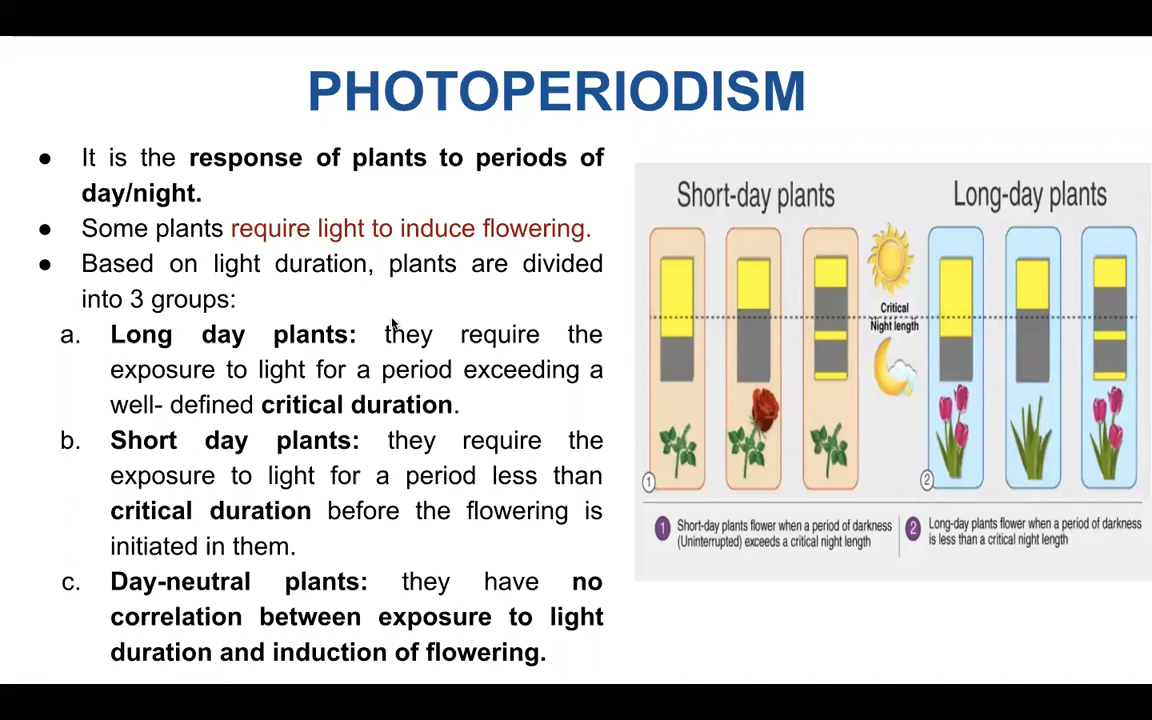 PHOTOPERIODISM
● It is the response of plants to periods of
day/night.
● Some plants require light to induce flowering.
● Based on light duration, plants are divided
into 3 groups:
a. Long day plants: they require the
exposure to light for a period exceeding a
well- defined critical duration.
b. Short day plants: they require the
exposure to light for a period less than
critical duration before the flowering is
initiated in them.
c. Day-neutral plants: they have no
correlation between exposure to light
duration and induction of flowering.
Short-day plants
Long-day plants
Critical
Night length
1
2
1 Short-day plants flower when a period of darkness
(Uninterrupted) exceeds a critical night length
2 Long-day plants flower when a period of darkness
is less than a critical night length